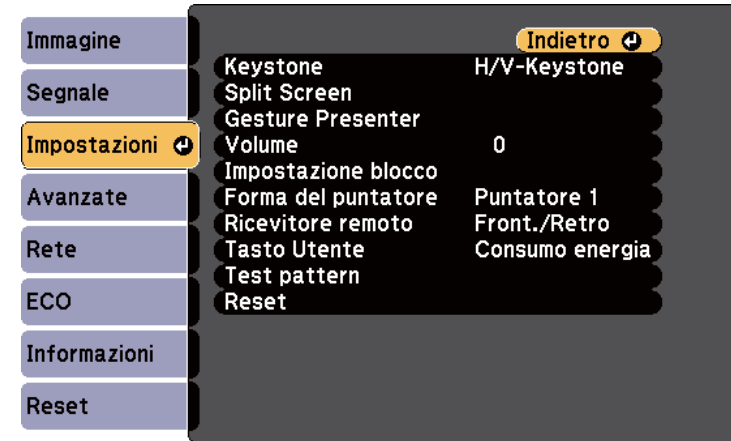 Immagine
Segnale
Impostazioni
Avanzate
Rete
ECO
Informazioni
Reset
Indietro
Keystone H/V-Keystone
Split Screen
Gesture Presenter
Volume 0
Impostazione blocco
Forma del puntatore Puntatore 1
Ricevitore remoto Front./Retro
Tasto Utente Consumo energia
Test pattern
Reset